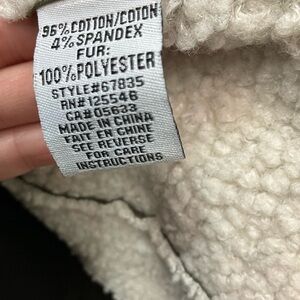 96%COTTON/COTON
4%SPANDEX
FUR:
100%POLYESTER
STYLE#67835
RN#125546
CA#05633
MADE IN CHINA
FAIT EN CHINE
SEE REVERSE
FOR CARE
INSTRUCTIONS